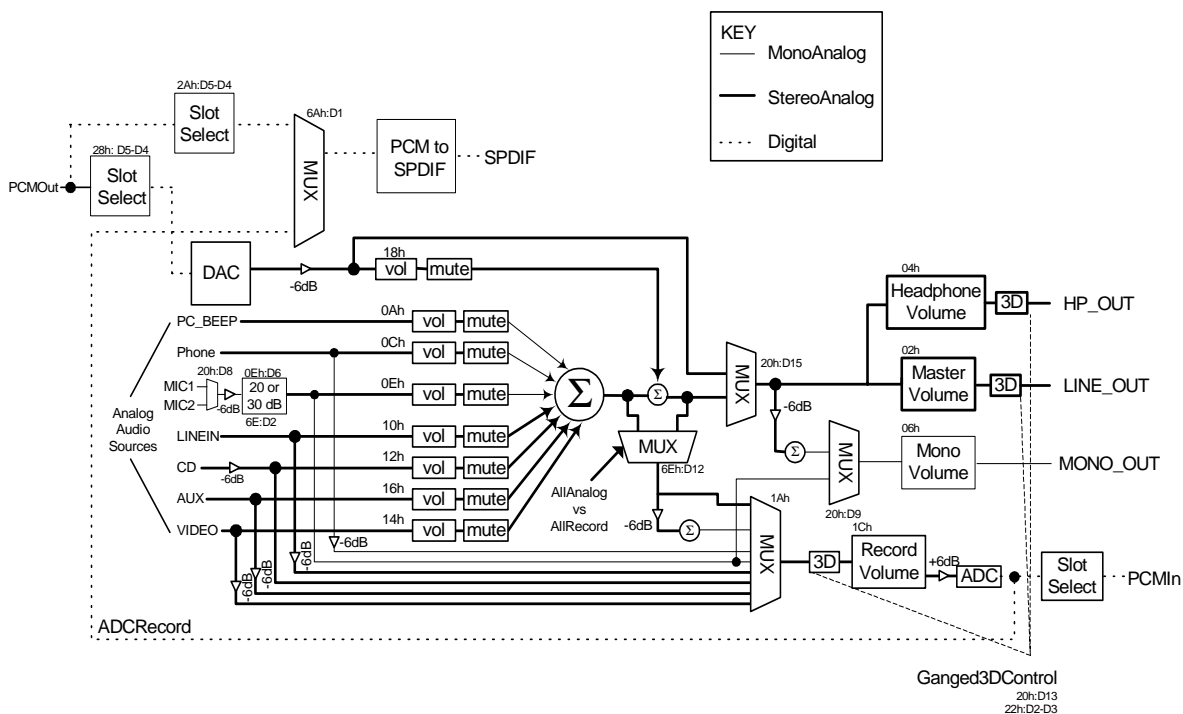 KEY
MonoAnalog
StereoAnalog
Digital
2Ah:D5-D4
Slot
Select
6Ah:D1
MUX
PCM to
SPDIF
SPDIF
28h: D5-D4
PCMOut
Slot
Select
DAC
-6dB
18h
vol
mute
PC_BEEP
0Ah
vol
mute
Phone
0Ch
vol
mute
20h:D8
MIC1
MIC2
-6dB
0Eh:D6
20 or
30 dB
6E:D2
0Eh
vol
mute
Analog
Audio
Sources
LINEIN
10h
vol
mute
CD
-6dB
12h
vol
mute
AUX
16h
vol
mute
VIDEO
14h
vol
mute
Σ
Σ
MUX
6Eh:D12
AllAnalog
vs
AllRecord
MUX
20h:D15
04h
Headphone
Volume
3D
HP_OUT
02h
Master
Volume
3D
LINE_OUT
-6dB
Σ
MUX
20h:D9
06h
Mono
Volume
MONO_OUT
-6dB
-6dB
-6dB
-6dB
-6dB
Σ
1Ah
MUX
3D
1Ch
Record
Volume
+6dB
ADC
Slot
Select
PCMIn
ADCRecord
Ganged3DControl
20h:D13
22h:D2-D3